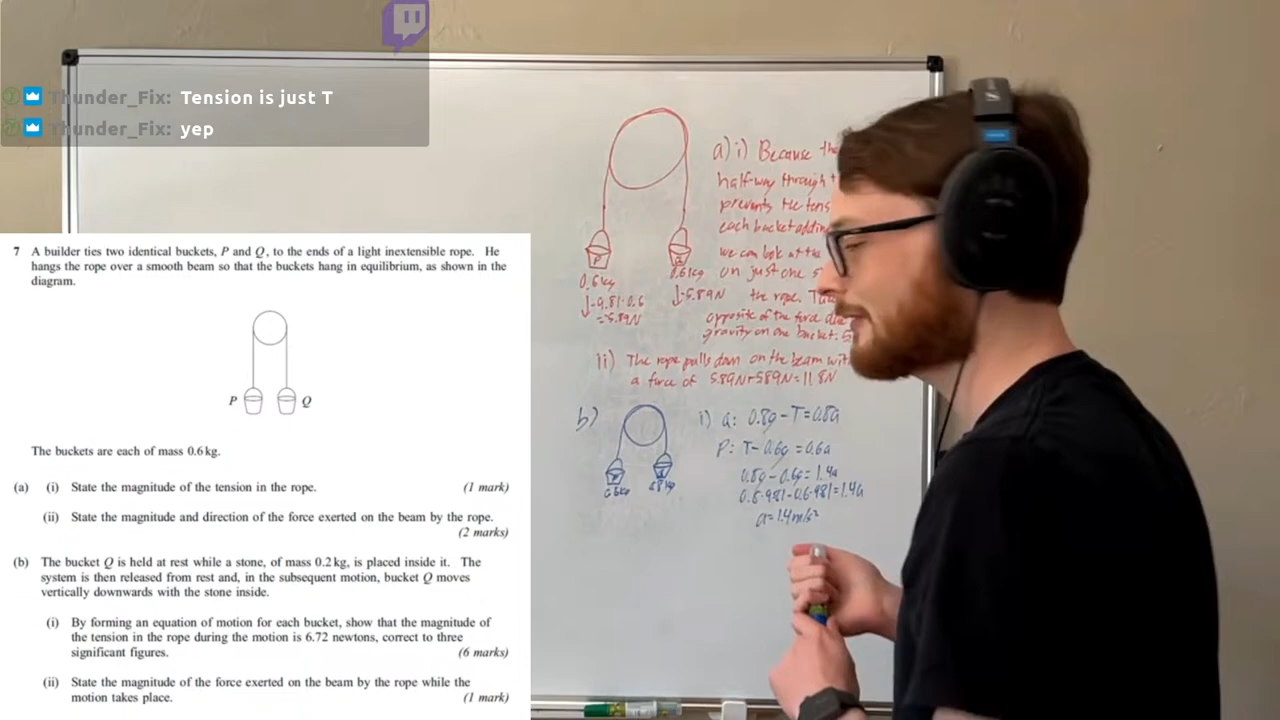 Thunder_Fix: Tension is just T
Thunder_Fix: yep
7 A builder ties two identical buckets, P and Q, to the ends of a light inextensible rope. He
hangs the rope over a smooth beam so that the buckets hang in equilibrium, as shown in the
diagram.
P Q
The buckets are each of mass 0.6 kg.
(a) (i) State the magnitude of the tension in the rope. (1 mark)
(ii) State the magnitude and direction of the force exerted on the beam by the rope.
(2 marks)
(b) The bucket Q is held at rest while a stone, of mass 0.2 kg, is placed inside it. The
system is then released from rest and, in the subsequent motion, bucket Q moves
vertically downwards with the stone inside.
(i) By forming an equation of motion for each bucket, show that the magnitude of
the tension in the rope during the motion is 6.72 newtons, correct to three
significant figures. (6 marks)
(ii) State the magnitude of the force exerted on the beam by the rope while the
motion takes place. (1 mark)
a) i) Because the
half-way through
prevents the tens
each bucket adding
we can look at the
on just one s
the rope.
opposite of the force due
gravity on one bucket.
P
0.6kg
↓=9.81·0.6
=5.89N
0.6kg
↓=5.89N
ii) The rope pulls down on the beam with
a force of 5.89N+5.89N=11.8N
b)
0.6kg 0.8kg
i) Q: 0.8g-T=0.8a
P: T-0.6g=0.6a
0.8g-0.6g=1.4a
0.8·9.81-0.6·9.81=1.4a
a=1.4m/s²